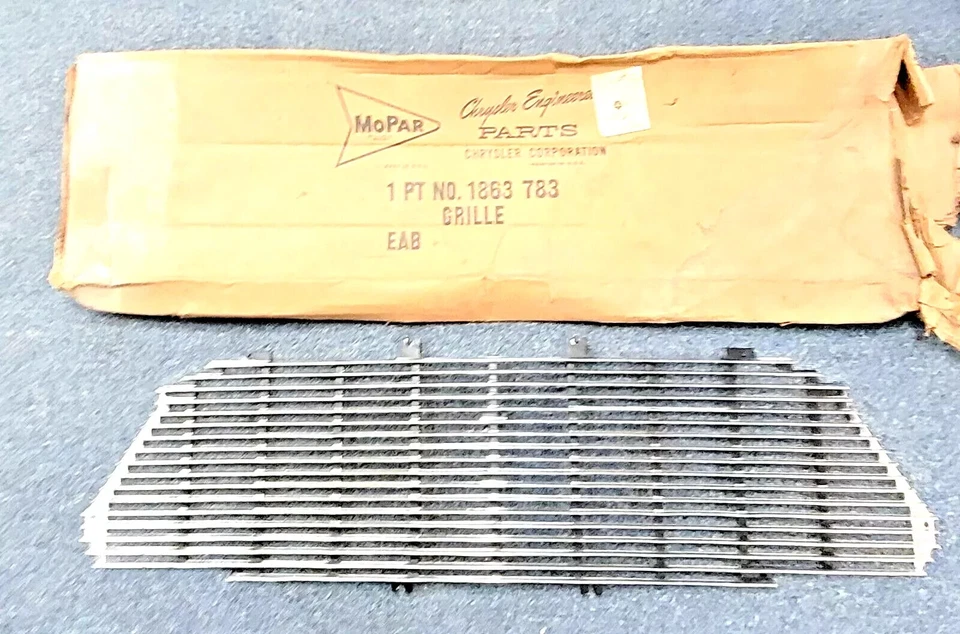 MOPAR
Chrysler Engineered
PARTS
CHRYSLER CORPORATION
1 PT NO. 1863 783
GRILLE
EAB